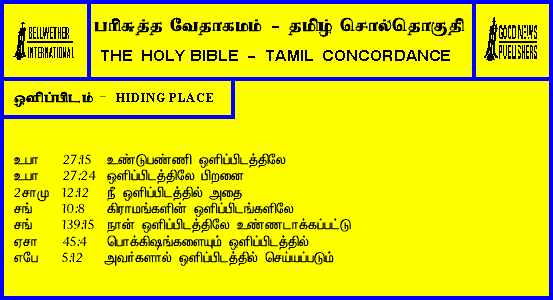 BELLWETHER
INTERNATIONAL
பரிசுத்த வேதாகமம் - தமிழ் சொல்தொகுதி
THE HOLY BIBLE - TAMIL CONCORDANCE
GOOD NEWS
PUBLISHERS
ஒளிப்பிடம் - HIDING PLACE
உபா 27:15 உண்டுபண்ணி ஒளிப்பிடத்திலே
உபா 27:24 ஒளிப்பிடத்திலே பிறனை
2சாமு 12:12 நீ ஒளிப்பிடத்தில் அதை
சங் 10:8 கிராமங்களின் ஒளிப்பிடங்களிலே
சங் 139:15 நான் ஒளிப்பிடத்திலே உண்ணடாக்கப்பட்டு
ஏசா 45:4 பொக்கிஷங்களையும் ஒளிப்பிடத்தில்
எபே 5:12 அவர்களால் ஒளிப்பிடத்தில் செய்யப்படும்